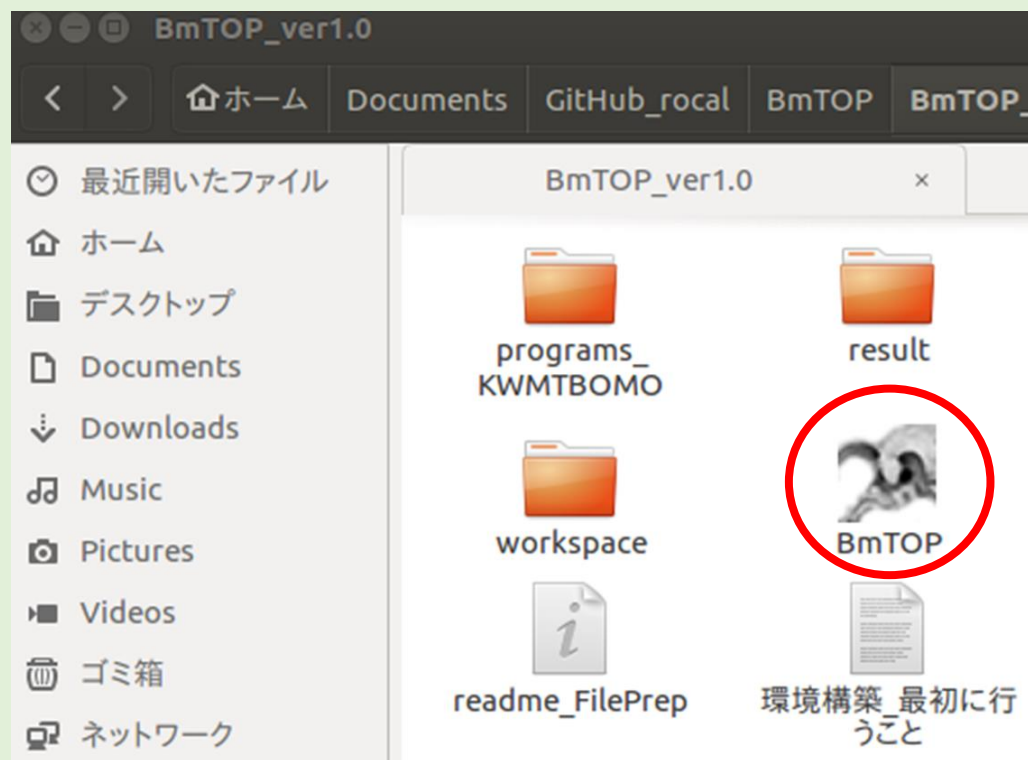 BmTOP_ver1.0
ホーム Documents GitHub_rocal BmTOP BmTOP_
最近開いたファイル
ホーム
デスクトップ
Documents
Downloads
Music
Pictures
Videos
ゴミ箱
ネットワーク
BmTOP_ver1.0 ×
programs_
KWMTBOMO
result
workspace
BmTOP
readme_FilePrep
環境構築_最初に行
うこと